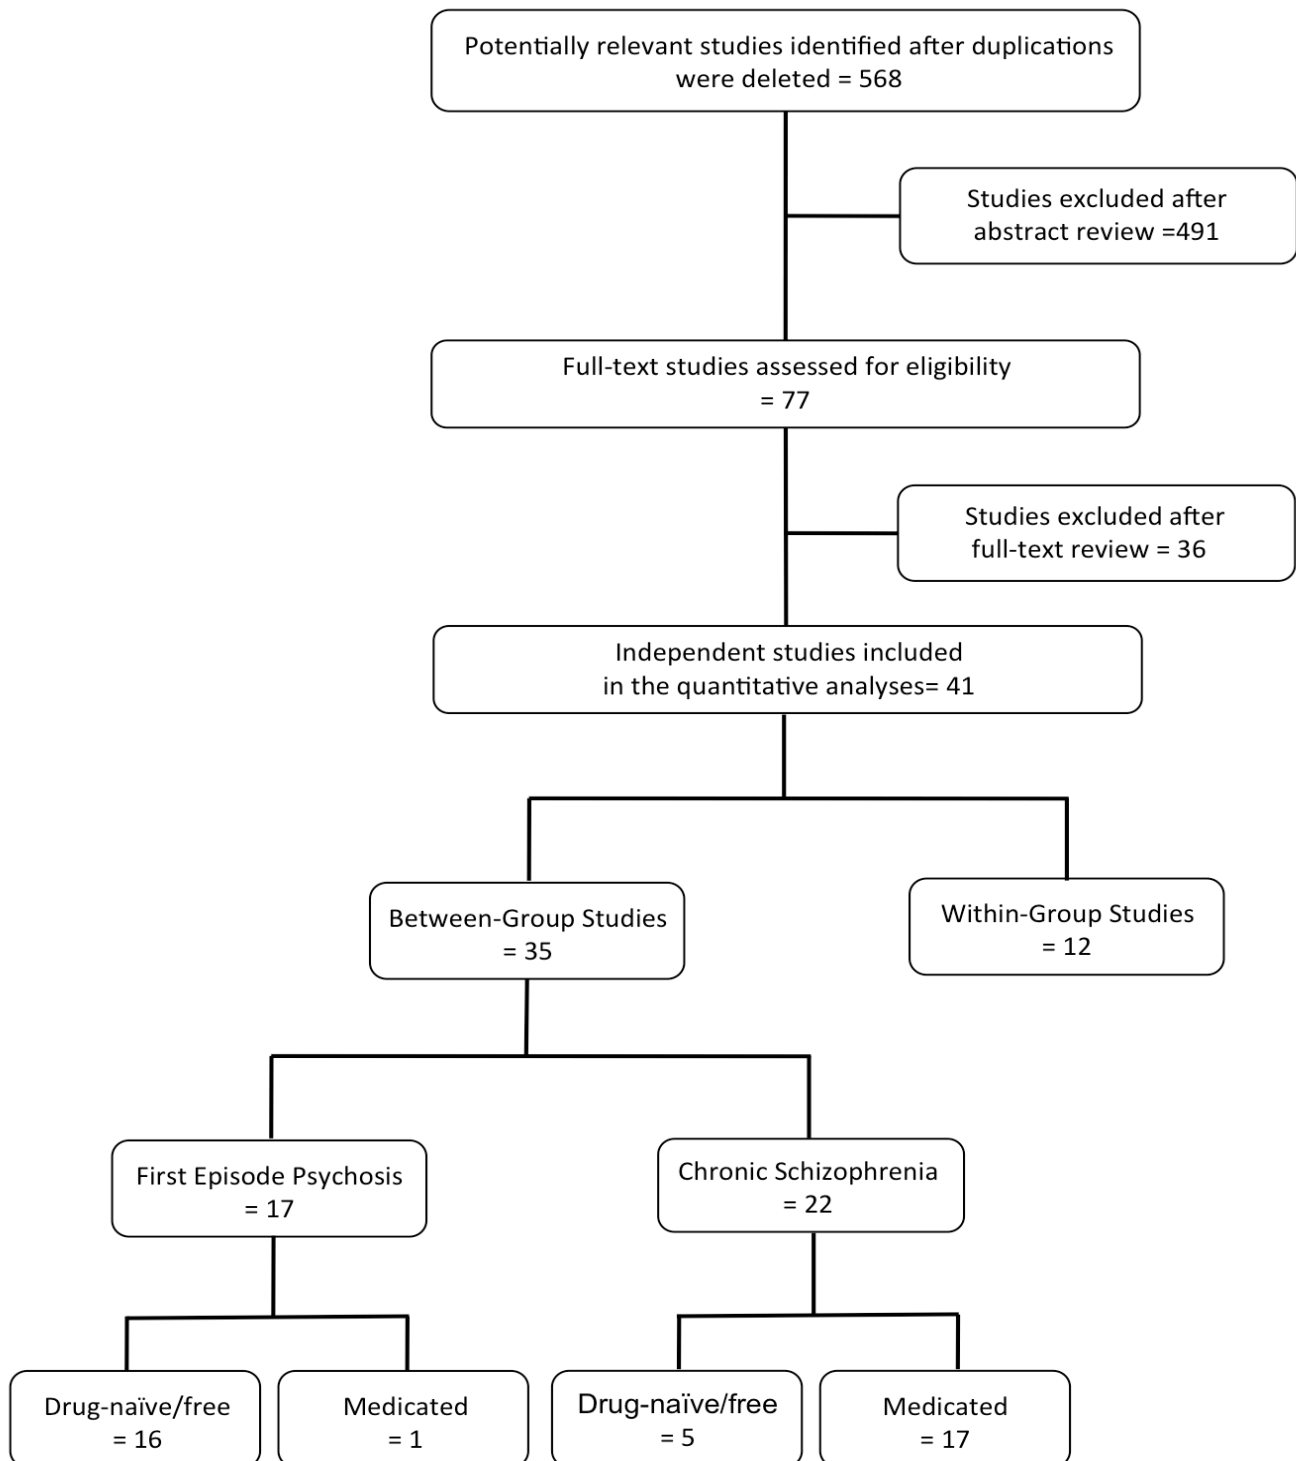 Potentially relevant studies identified after duplications
were deleted = 568
Studies excluded after
abstract review =491
Full-text studies assessed for eligibility
= 77
Studies excluded after
full-text review = 36
Independent studies included
in the quantitative analyses= 41
Between-Group Studies
= 35
Within-Group Studies
= 12
First Episode Psychosis
= 17
Chronic Schizophrenia
= 22
Drug-naïve/free
= 16
Medicated
= 1
Drug-naïve/free
= 5
Medicated
= 17